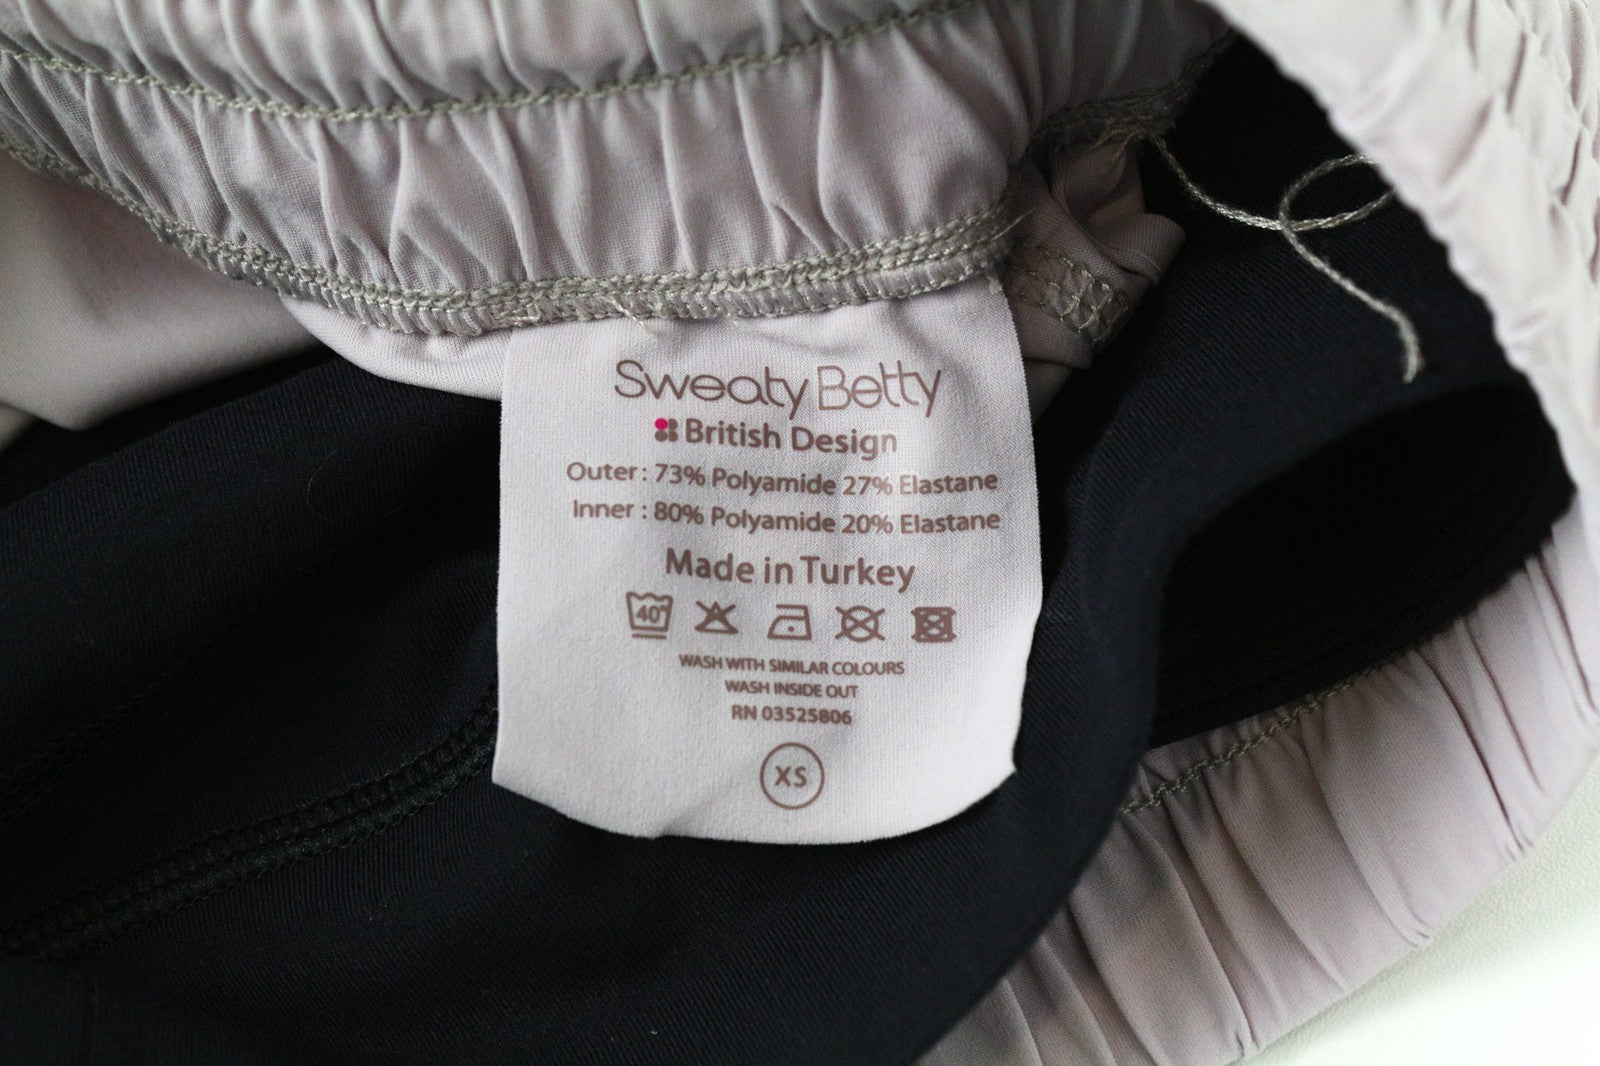 Sweaty Betty
British Design
Outer : 73% Polyamide 27% Elastane
Inner : 80% Polyamide 20% Elastane
Made in Turkey
40°
WASH WITH SIMILAR COLOURS
WASH INSIDE OUT
RN 03525806
XS